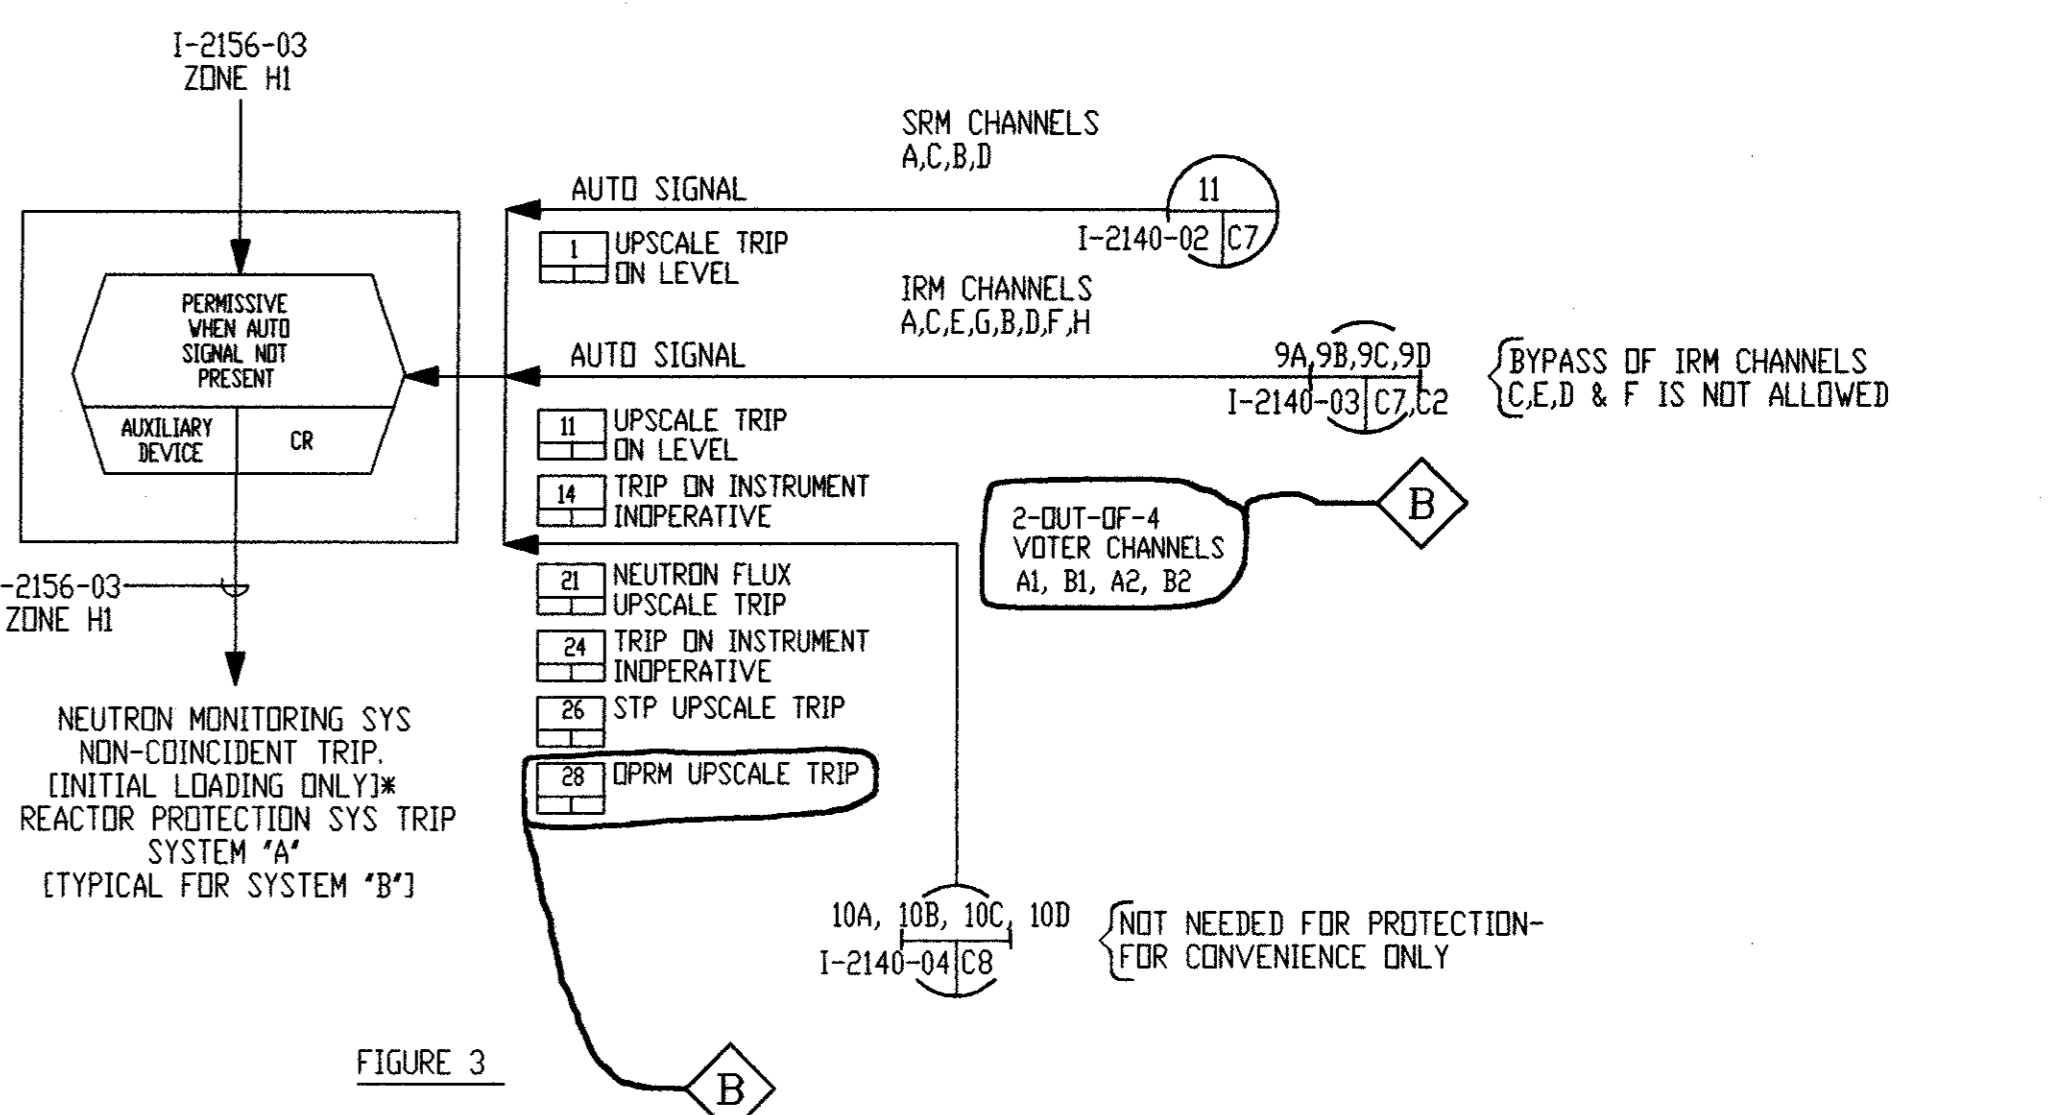 I-2156-03
ZONE H1
SRM CHANNELS
A,C,B,D
AUTO SIGNAL
11
I-2140-02 C7
1
UPSCALE TRIP
ON LEVEL
IRM CHANNELS
A,C,E,G,B,D,F,H
PERMISSIVE
WHEN AUTO
SIGNAL NOT
PRESENT
AUXILIARY
DEVICE
CR
AUTO SIGNAL
9A,9B,9C,9D
I-2140-03 C7,C2
BYPASS OF IRM CHANNELS
C,E,D & F IS NOT ALLOWED
11
UPSCALE TRIP
ON LEVEL
14
TRIP ON INSTRUMENT
INOPERATIVE
2-OUT-OF-4
VOTER CHANNELS
A1, B1, A2, B2
B
21
NEUTRON FLUX
UPSCALE TRIP
24
TRIP ON INSTRUMENT
INOPERATIVE
26
STP UPSCALE TRIP
28
OPRM UPSCALE TRIP
-2156-03
ZONE H1
NEUTRON MONITORING SYS
NON-COINCIDENT TRIP.
[INITIAL LOADING ONLY]*
REACTOR PROTECTION SYS TRIP
SYSTEM "A"
[TYPICAL FOR SYSTEM "B"]
10A, 10B, 10C, 10D
I-2140-04 C8
NOT NEEDED FOR PROTECTION-
FOR CONVENIENCE ONLY
FIGURE 3
B